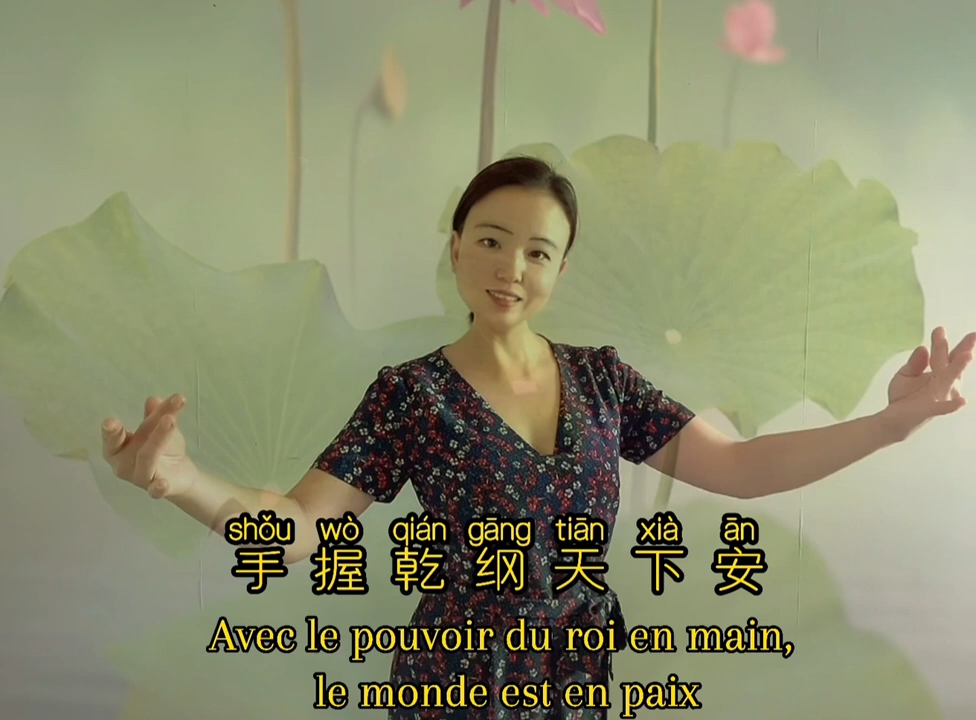 shǒu wò qián gāng tiān xià ān
手握乾纲天下安
Avec le pouvoir du roi en main,
le monde est en paix